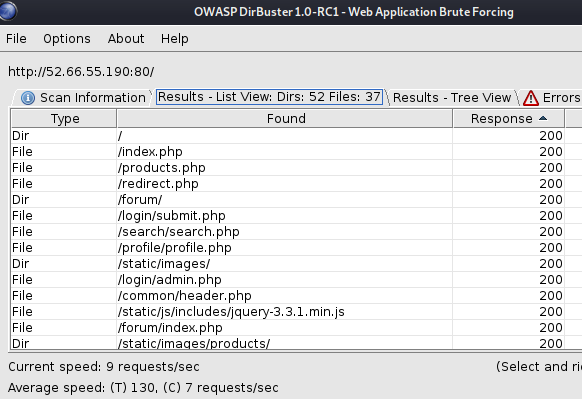 OWASP DirBuster 1.0-RC1 - Web Application Brute Forcing
File Options About Help
http://52.66.55.190:80/
Scan Information Results - List View: Dirs: 52 Files: 37 Results - Tree View Errors
Type Found Response
Dir / 200
File /index.php 200
File /products.php 200
File /redirect.php 200
Dir /forum/ 200
File /login/submit.php 200
File /search/search.php 200
File /profile/profile.php 200
Dir /static/images/ 200
File /login/admin.php 200
File /common/header.php 200
File /static/js/includes/jquery-3.3.1.min.js 200
File /forum/index.php 200
Dir /static/images/products/ 200
Current speed: 9 requests/sec (Select and ri
Average speed: (T) 130, (C) 7 requests/sec